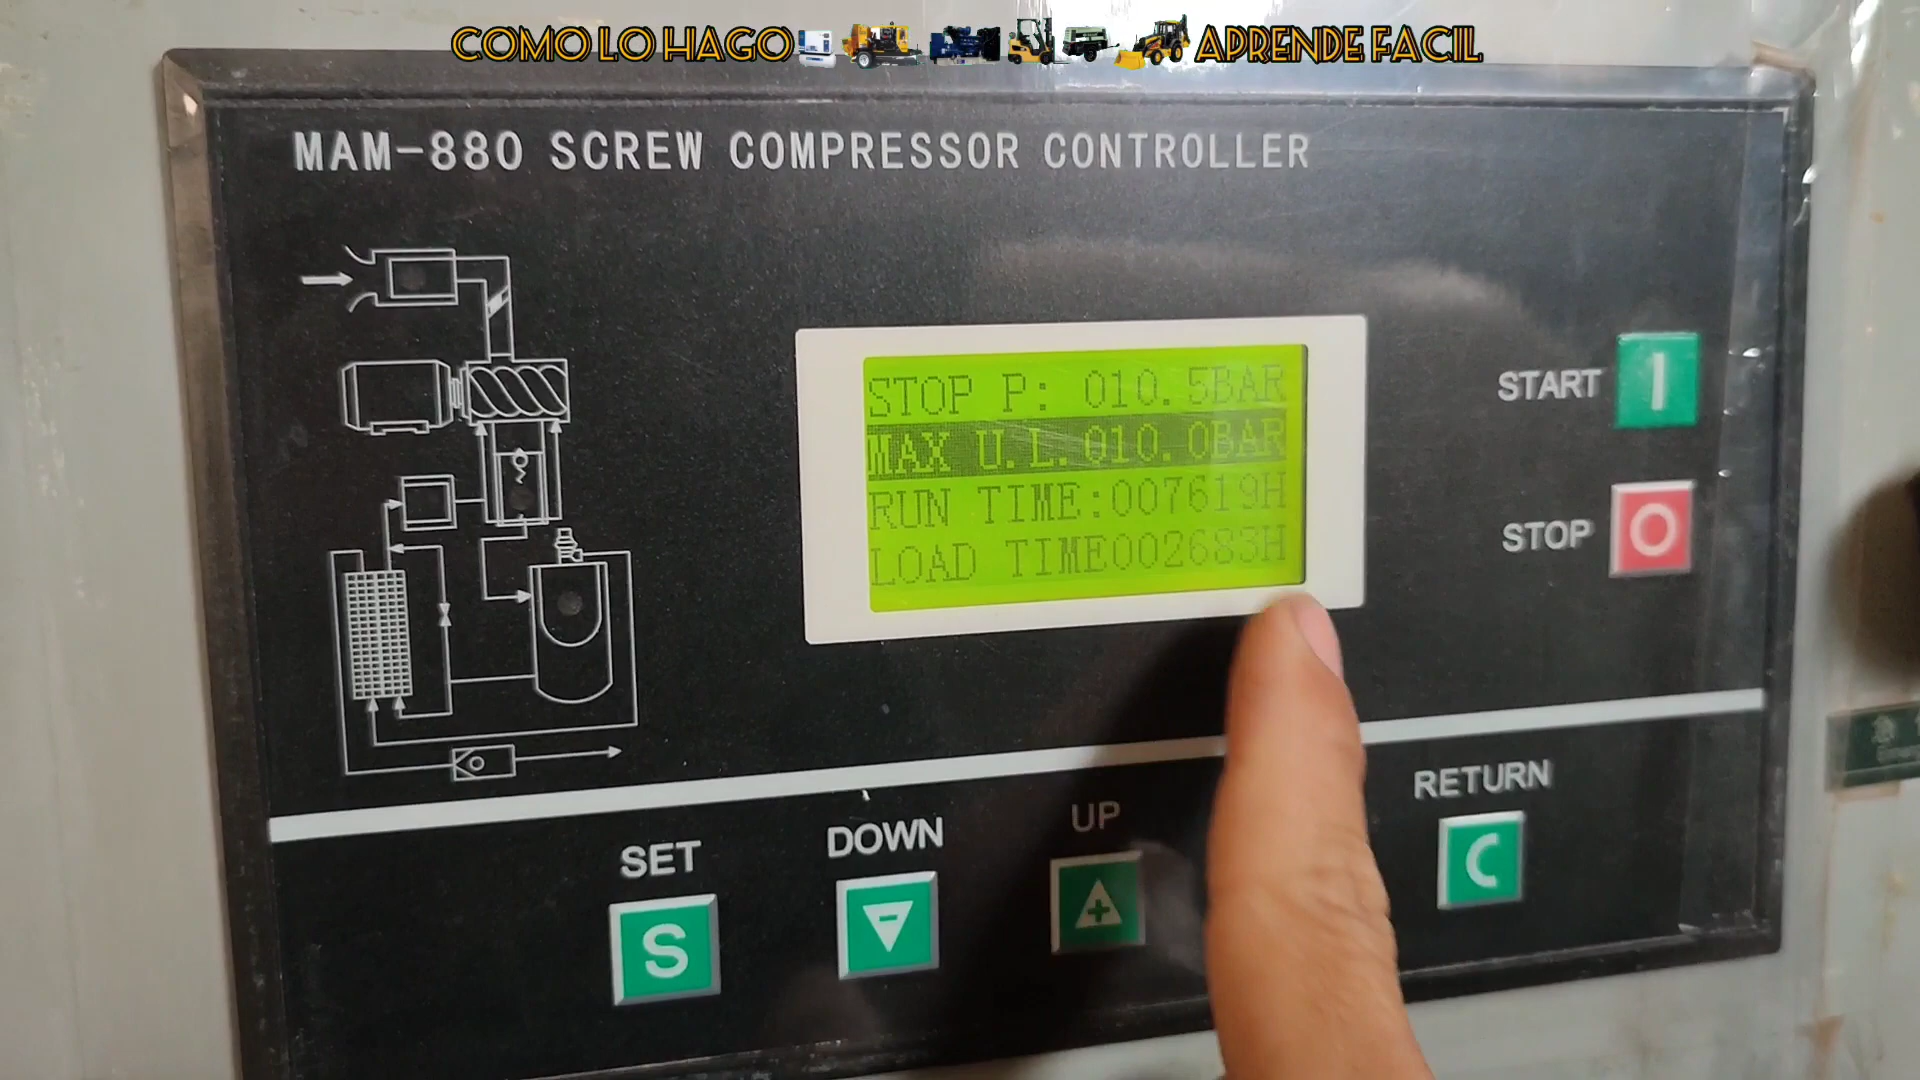 COMO LO HAGO APRENDE FACIL
MAM-880 SCREW COMPRESSOR CONTROLLER
STOP P: 010.5BAR
MAX U.L.010.0BAR
RUN TIME:007619H
LOAD TIME002683H
START I
STOP O
RETURN
C
UP
DOWN
SET
S